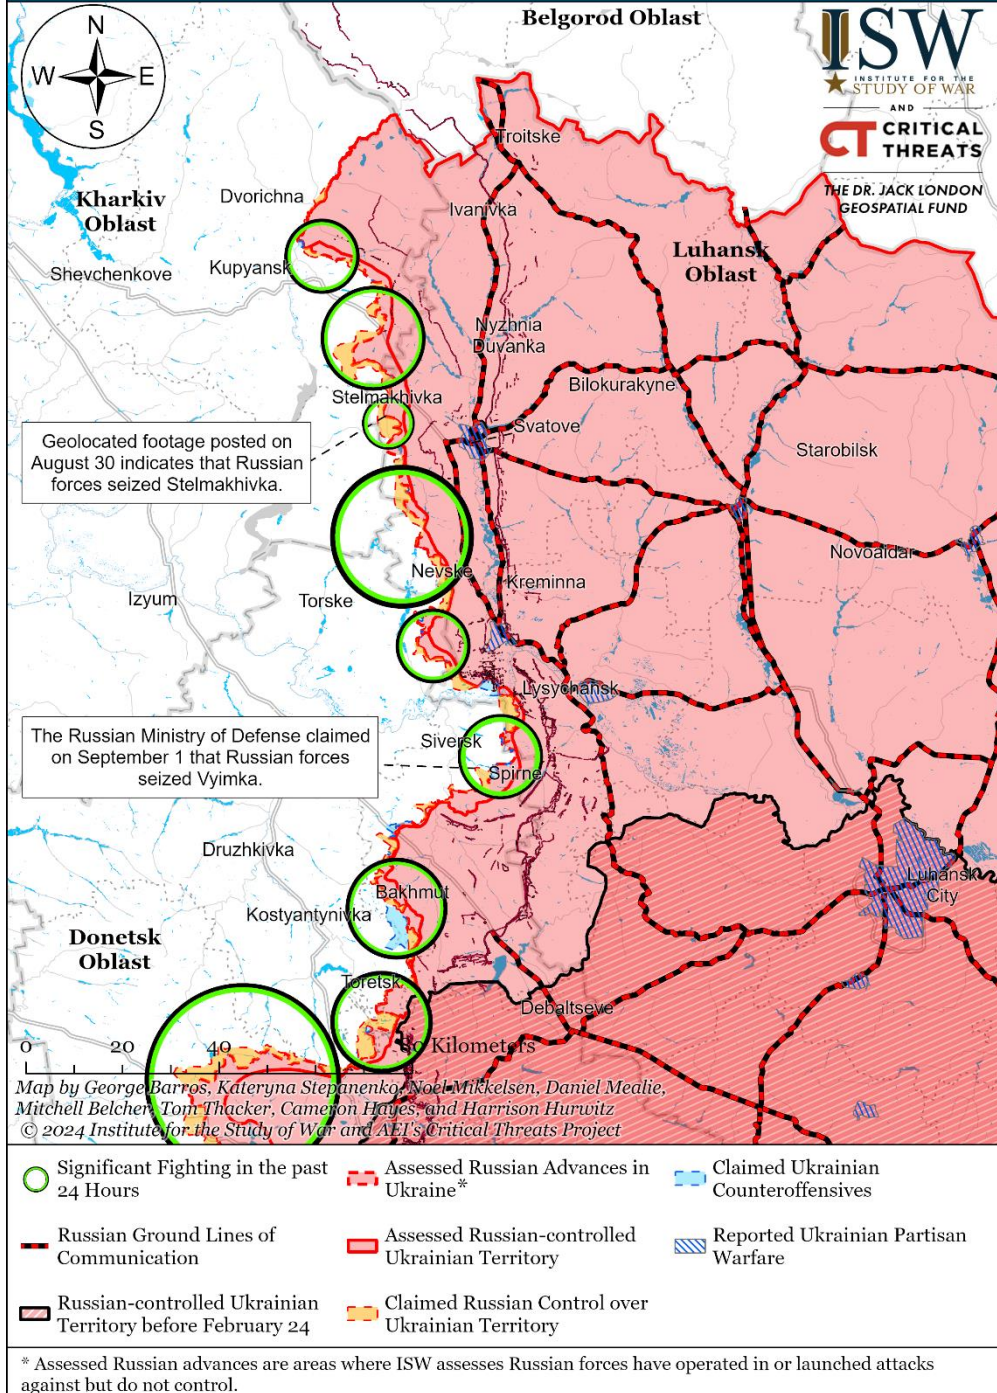 Belgorod Oblast
N
W
E
S
ISW
INSTITUTE FOR THE
STUDY OF WAR
AND
CT CRITICAL
THREATS
THE DR. JACK LONDON
GEOSPATIAL FUND
Troitske
Dvorichna
Kharkiv
Oblast
Ivanivka
Luhansk
Oblast
Shevchenkove
Kupyansk
Nyzhnia
Duvanka
Bilokurakyne
Stelmakhivka
Svatove
Starobilsk
Geolocated footage posted on
August 30 indicates that Russian
forces seized Stelmakhivka.
Novoaidar
Nevske
Kreminna
Izyum
Torske
Lysychansk
The Russian Ministry of Defense claimed
on September 1 that Russian forces
seized Vyimka.
Siversk
Spirne
Druzhkivka
Bakhmut
Luhansk
City
Kostyantynivka
Donetsk
Oblast
Toretsk
Debaltseve
0 20 40 80 Kilometers
Map by George Barros, Kateryna Stepanenko, Noel Mikkelsen, Daniel Mealie,
Mitchell Belcher, Tom Thacker, Cameron Hayes, and Harrison Hurwitz
© 2024 Institute for the Study of War and AEI's Critical Threats Project
Significant Fighting in the past
24 Hours
Assessed Russian Advances in
Ukraine*
Claimed Ukrainian
Counteroffensives
Russian Ground Lines of
Communication
Assessed Russian-controlled
Ukrainian Territory
Reported Ukrainian Partisan
Warfare
Russian-controlled Ukrainian
Territory before February 24
Claimed Russian Control over
Ukrainian Territory
* Assessed Russian advances are areas where ISW assesses Russian forces have operated in or launched attacks
against but do not control.